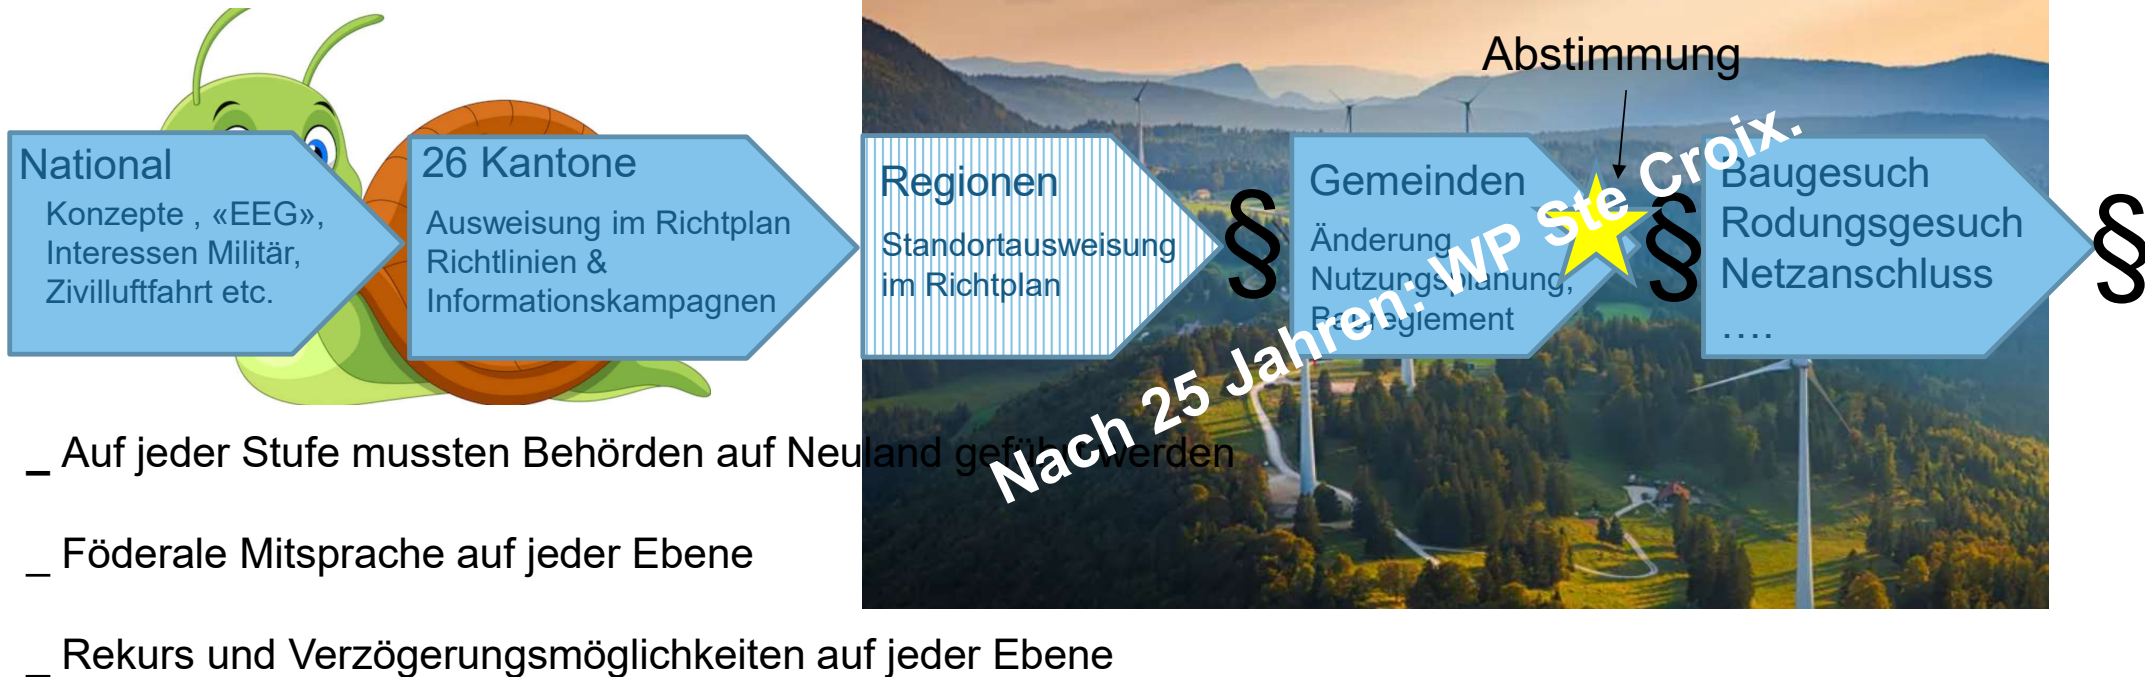 Abstimmung
National
Konzepte , «EEG»,
Interessen Militär,
Zivilluftfahrt etc.
26 Kantone
Ausweisung im Richtplan
Richtlinien &
Informationskampagnen
Regionen
Standortausweisung
im Richtplan
§
Gemeinden
Änderung
Nutzungsplanung,
Baureglement
§
Baugesuch
Rodungsgesuch
Netzanschluss
….
§
Nach 25 Jahren: WP Ste Croix.
_ Auf jeder Stufe mussten Behörden auf Neuland geführt werden
_ Föderale Mitsprache auf jeder Ebene
_ Rekurs und Verzögerungsmöglichkeiten auf jeder Ebene